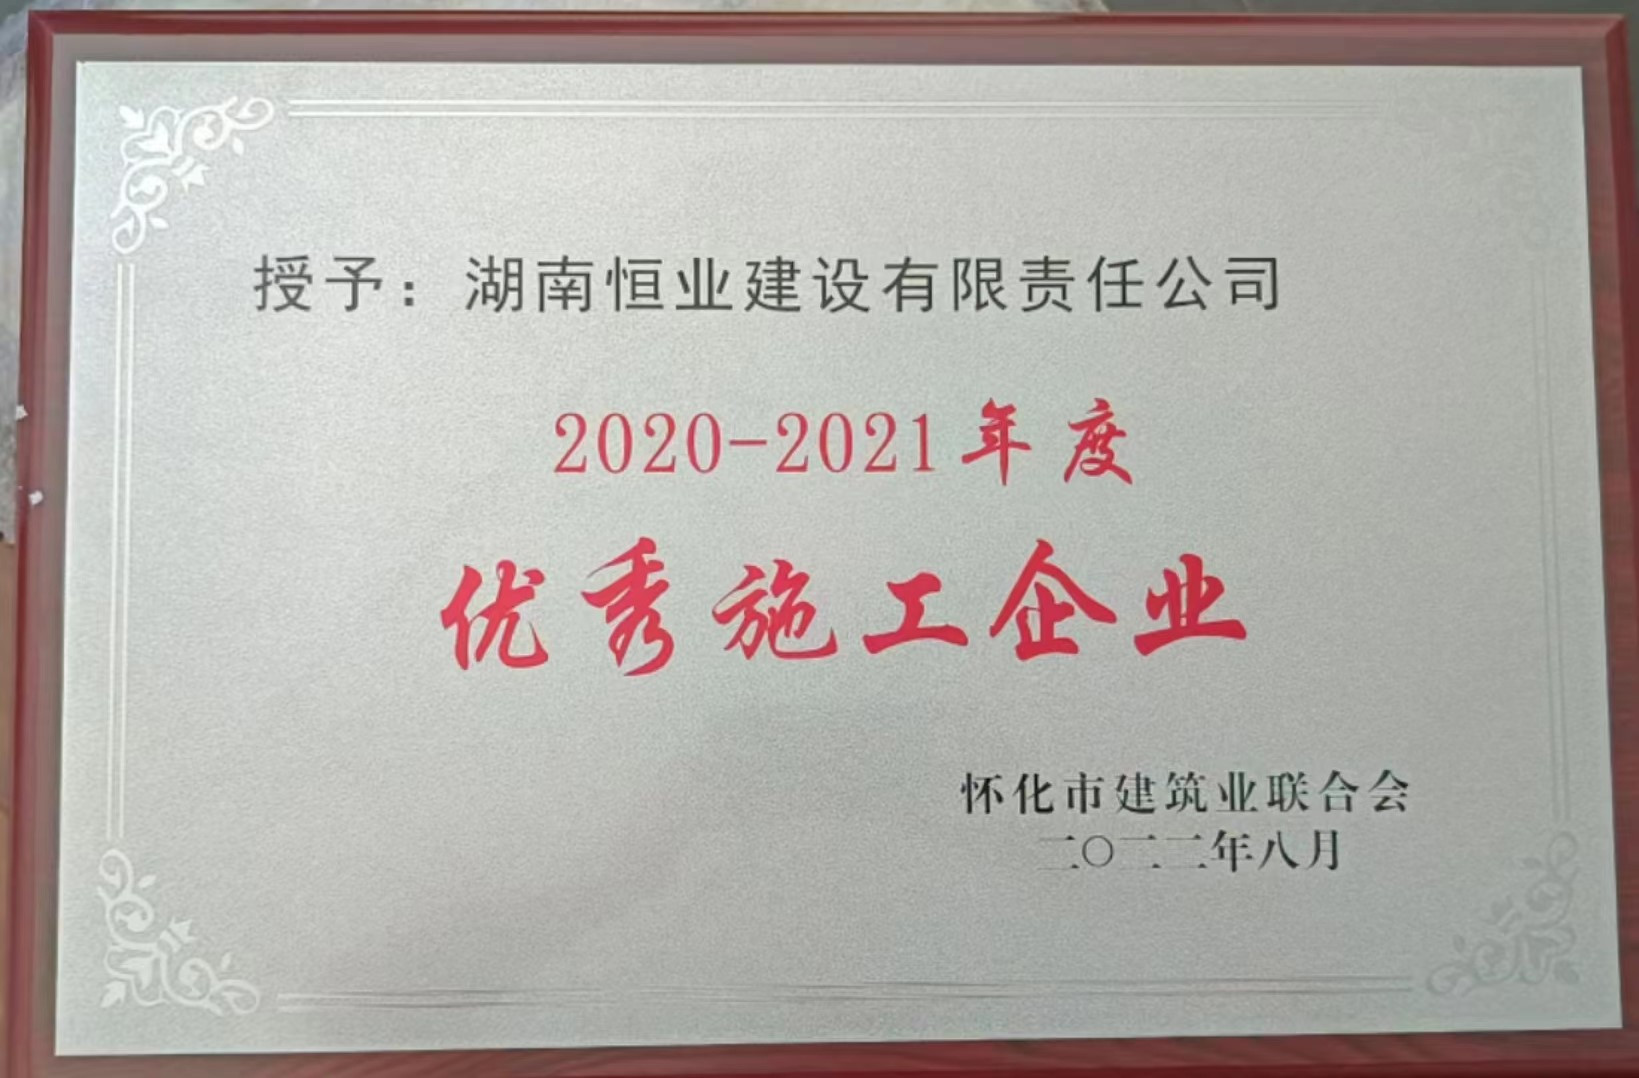 授予：湖南恒业建设有限责任公司
2020-2021年度
优秀施工企业
怀化市建筑业联合会
二〇二二年八月